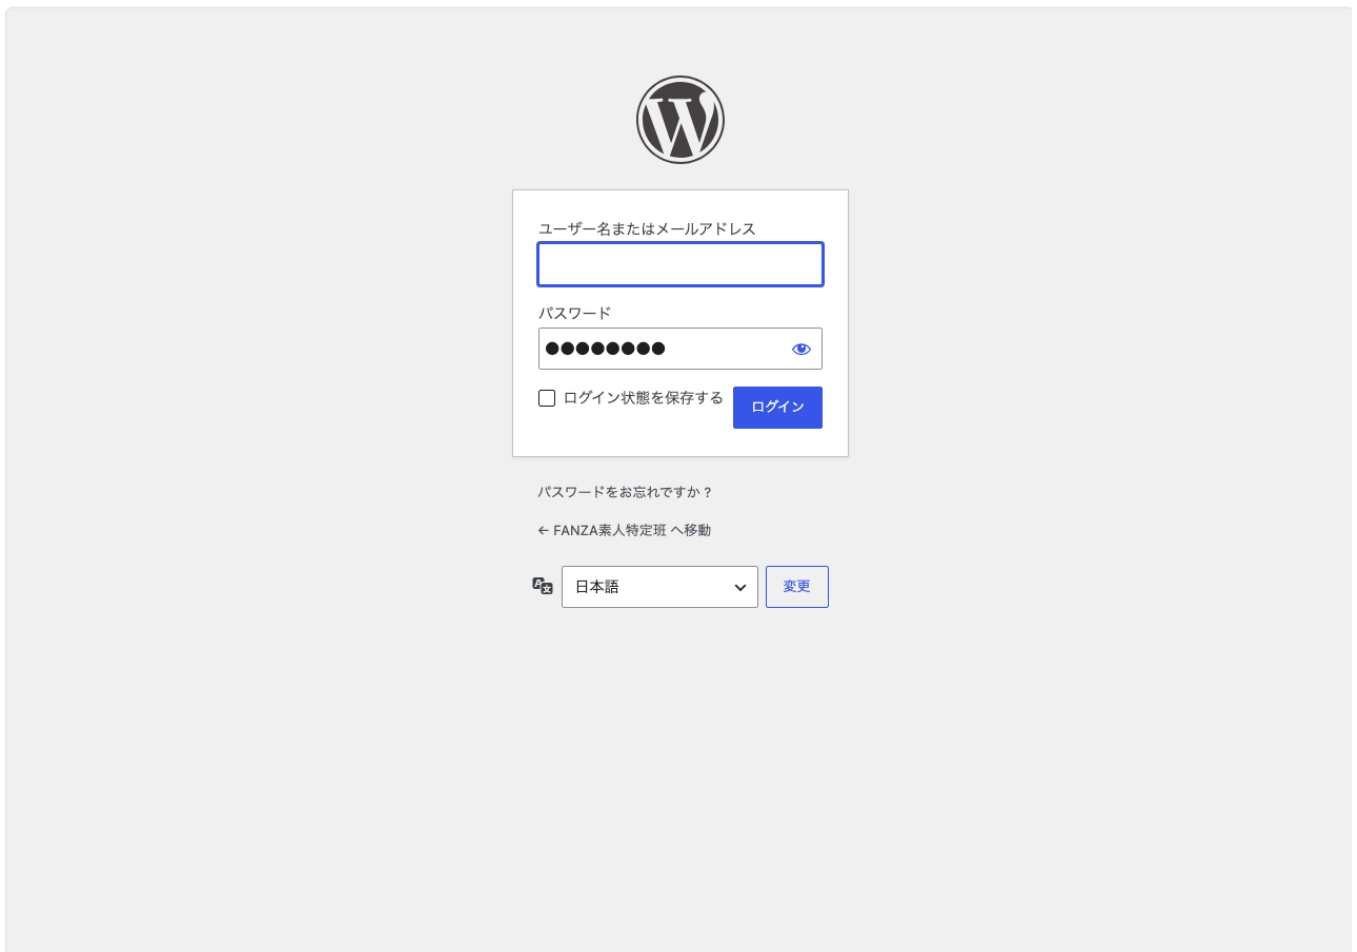 ユーザー名またはメールアドレス
パスワード
●●●●●●●●
ログイン状態を保存する
ログイン
パスワードをお忘れですか ?
← FANZA素人特定班 へ移動
日本語
変更